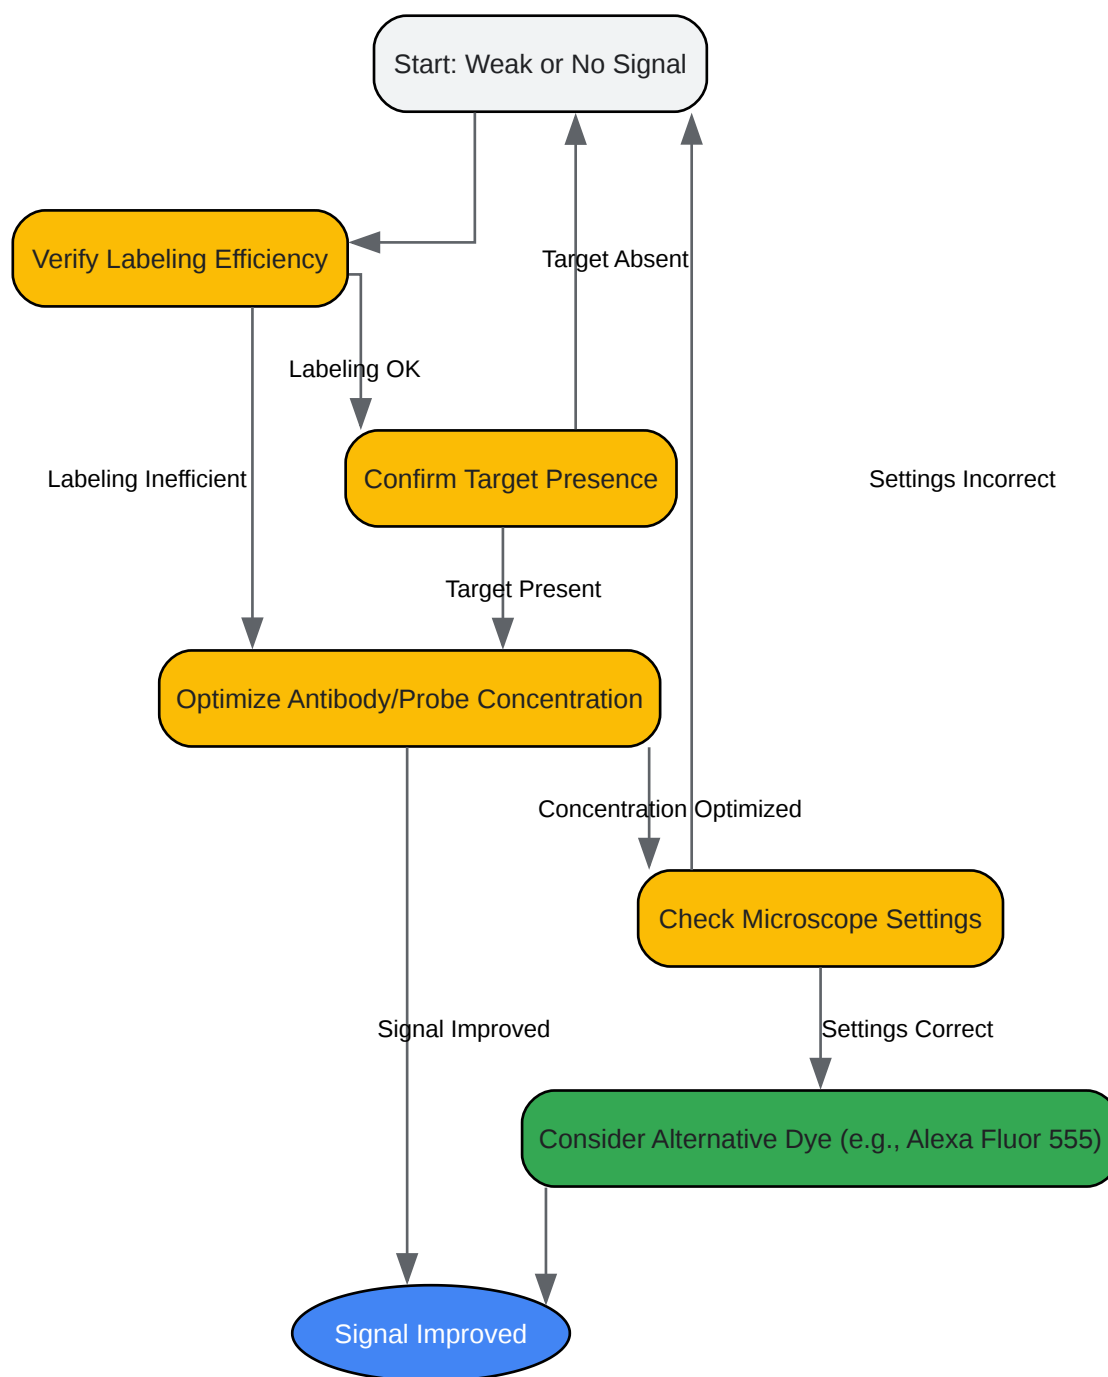 Start: Weak or No Signal
Verify Labeling Efficiency
Target Absent
Labeling OK
Labeling Inefficient
Confirm Target Presence
Settings Incorrect
Target Present
Optimize Antibody/Probe Concentration
Concentration Optimized
Check Microscope Settings
Signal Improved
Settings Correct
Consider Alternative Dye (e.g., Alexa Fluor 555)
Signal Improved